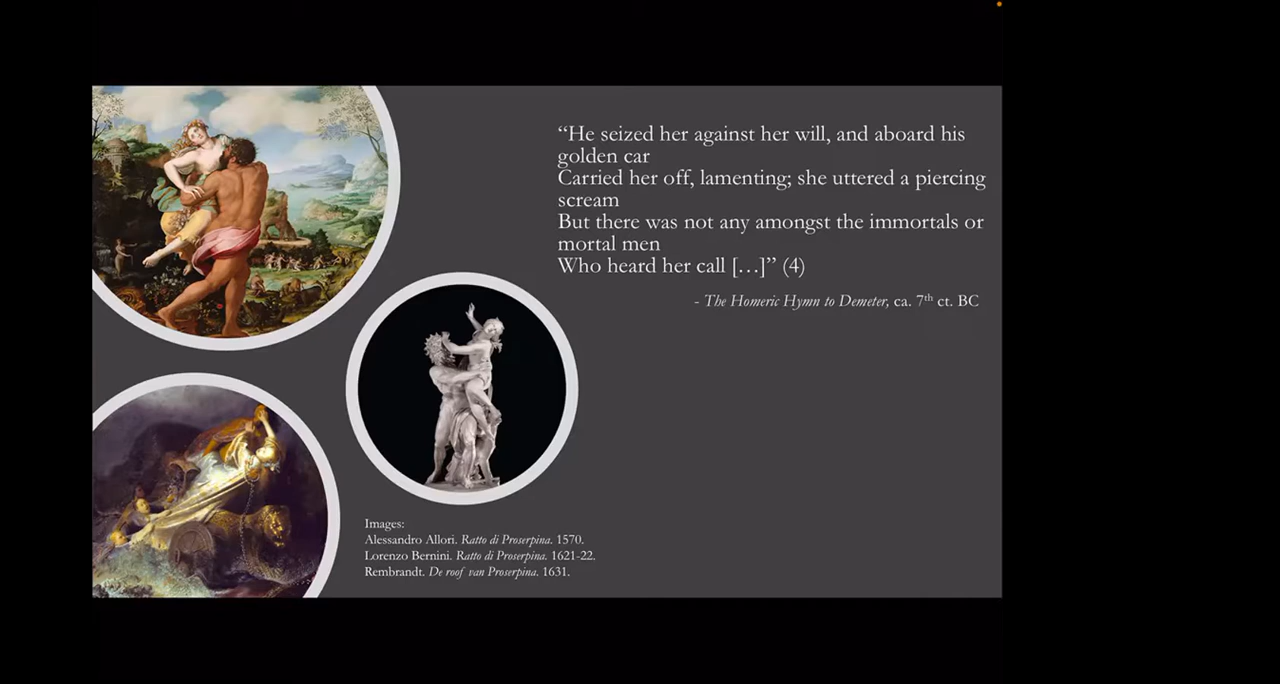 “He seized her against her will, and aboard his
golden car
Carried her off, lamenting; she uttered a piercing
scream
But there was not any amongst the immortals or
mortal men
Who heard her call […]” (4)
- The Homeric Hymn to Demeter, ca. 7th ct. BC
Images:
Alessandro Allori. Ratto di Proserpina. 1570.
Lorenzo Bernini. Ratto di Proserpina. 1621-22.
Rembrandt. De roof van Proserpina. 1631.